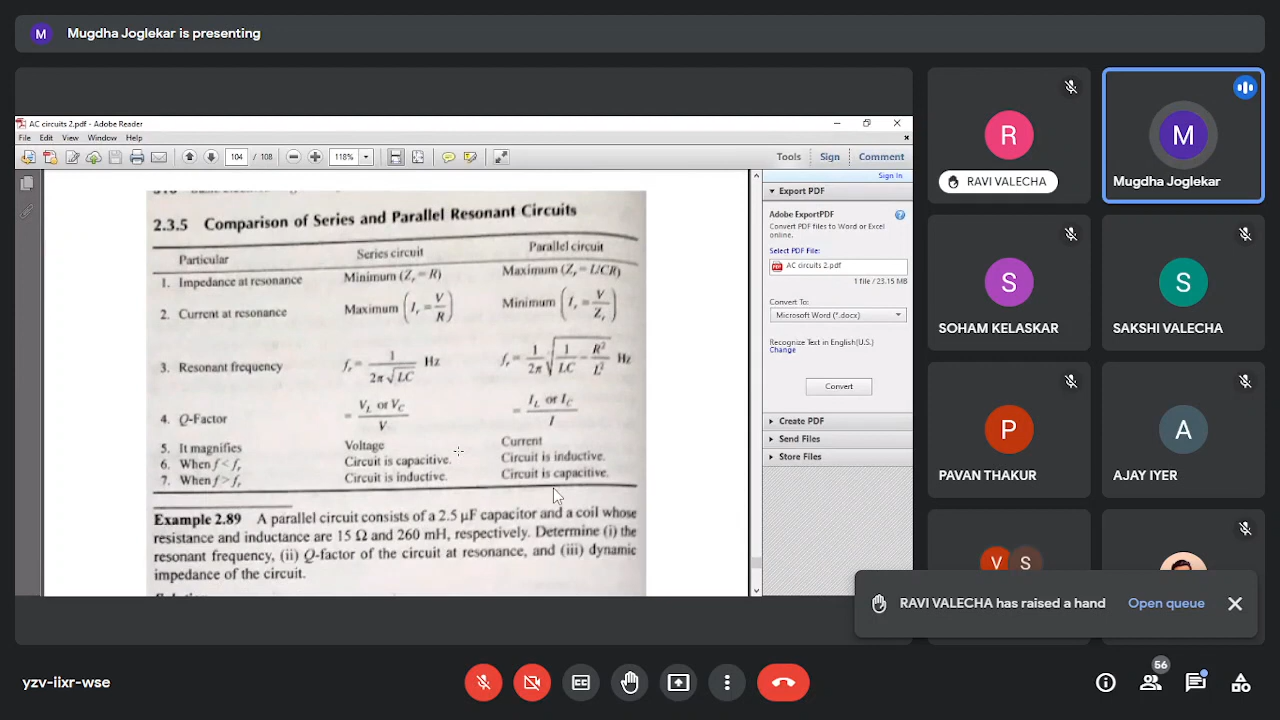 M Mugdha Joglekar is presenting
AC circuits 2.pdf - Adobe Reader
File Edit View Window Help
104 / 108 118% Tools Sign Comment
Sign In
Export PDF
Adobe ExportPDF
Convert PDF files to Word or Excel
online.
Select PDF File:
AC circuits 2.pdf
1 file / 23.15 MB
Convert To:
Microsoft Word (*.docx)
Recognize Text in English(U.S.)
Change
Convert
Create PDF
Send Files
Store Files
2.3.5 Comparison of Series and Parallel Resonant Circuits
Particular Series circuit Parallel circuit
1. Impedance at resonance Minimum (Zr = R) Maximum (Zr = L/CR)
2. Current at resonance Maximum (Ir = V/R) Minimum (Ir = V/Zr)
3. Resonant frequency fr = 1/2π√LC Hz fr = 1/2π √(1/LC − R²/L²) Hz
4. Q-Factor = VL or VC / V = IL or IC / I
5. It magnifies Voltage Current
6. When f < fr Circuit is capacitive. Circuit is inductive.
7. When f > fr Circuit is inductive. Circuit is capacitive.
Example 2.89 A parallel circuit consists of a 2.5 µF capacitor and a coil whose
resistance and inductance are 15 Ω and 260 mH, respectively. Determine (i) the
resonant frequency, (ii) Q-factor of the circuit at resonance, and (iii) dynamic
impedance of the circuit.
R
RAVI VALECHA
M
Mugdha Joglekar
S
SOHAM KELASKAR
S
SAKSHI VALECHA
P
PAVAN THAKUR
A
AJAY IYER
V S
RAVI VALECHA has raised a hand Open queue
yzv-iixr-wse
56